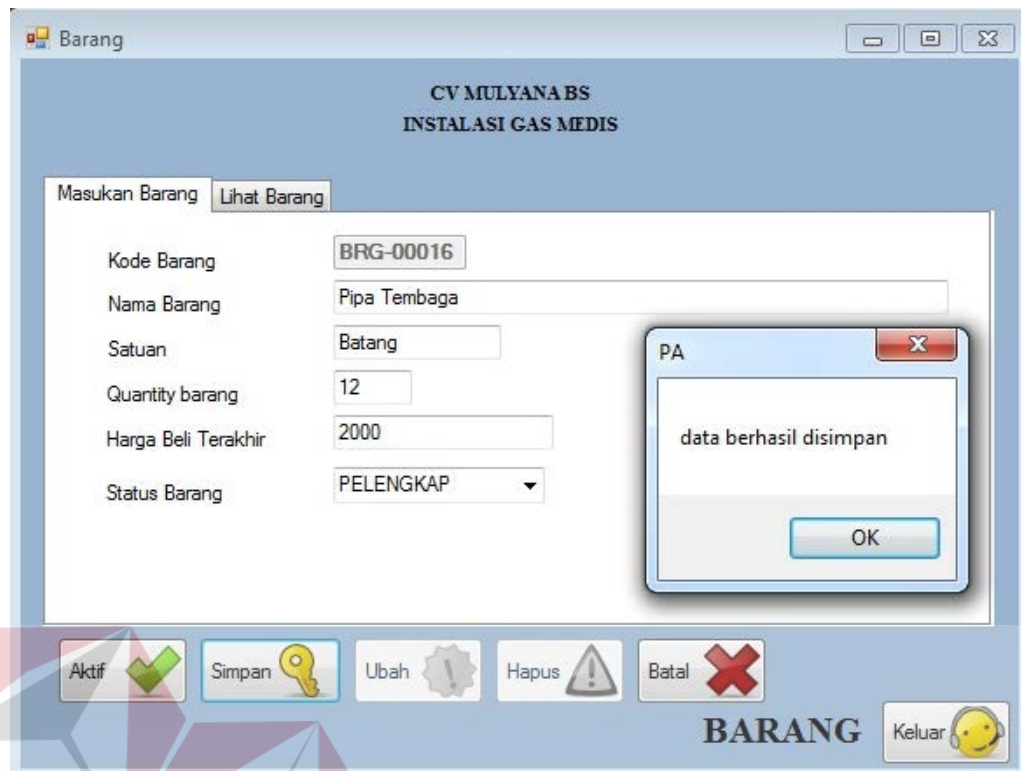 Barang
CV MULYANA BS
INSTALASI GAS MEDIS
Masukan Barang Lihat Barang
Kode Barang BRG-00016
Nama Barang Pipa Tembaga
Satuan Batang
Quantity barang 12
Harga Beli Terakhir 2000
Status Barang PELENGKAP
PA
data berhasil disimpan
OK
Aktif Simpan Ubah Hapus Batal
BARANG Keluar